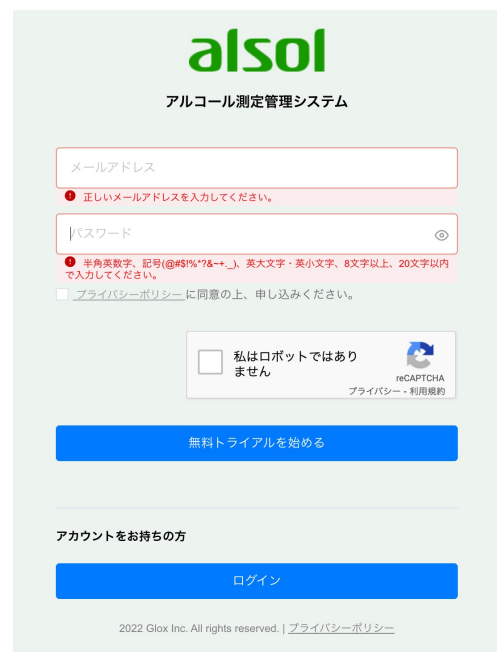 alsol
アルコール測定管理システム
メールアドレス
正しいメールアドレスを入力してください。
パスワード
半角英数字、記号(@#$!%*?&~+._)、英大文字・英小文字、8文字以上、20文字以内
で入力してください。
プライバシーポリシー に同意の上、申し込みください。
私はロボットではあり
ません
reCAPTCHA
プライバシー - 利用規約
無料トライアルを始める
アカウントをお持ちの方
ログイン
2022 Glox Inc. All rights reserved. | プライバシーポリシー